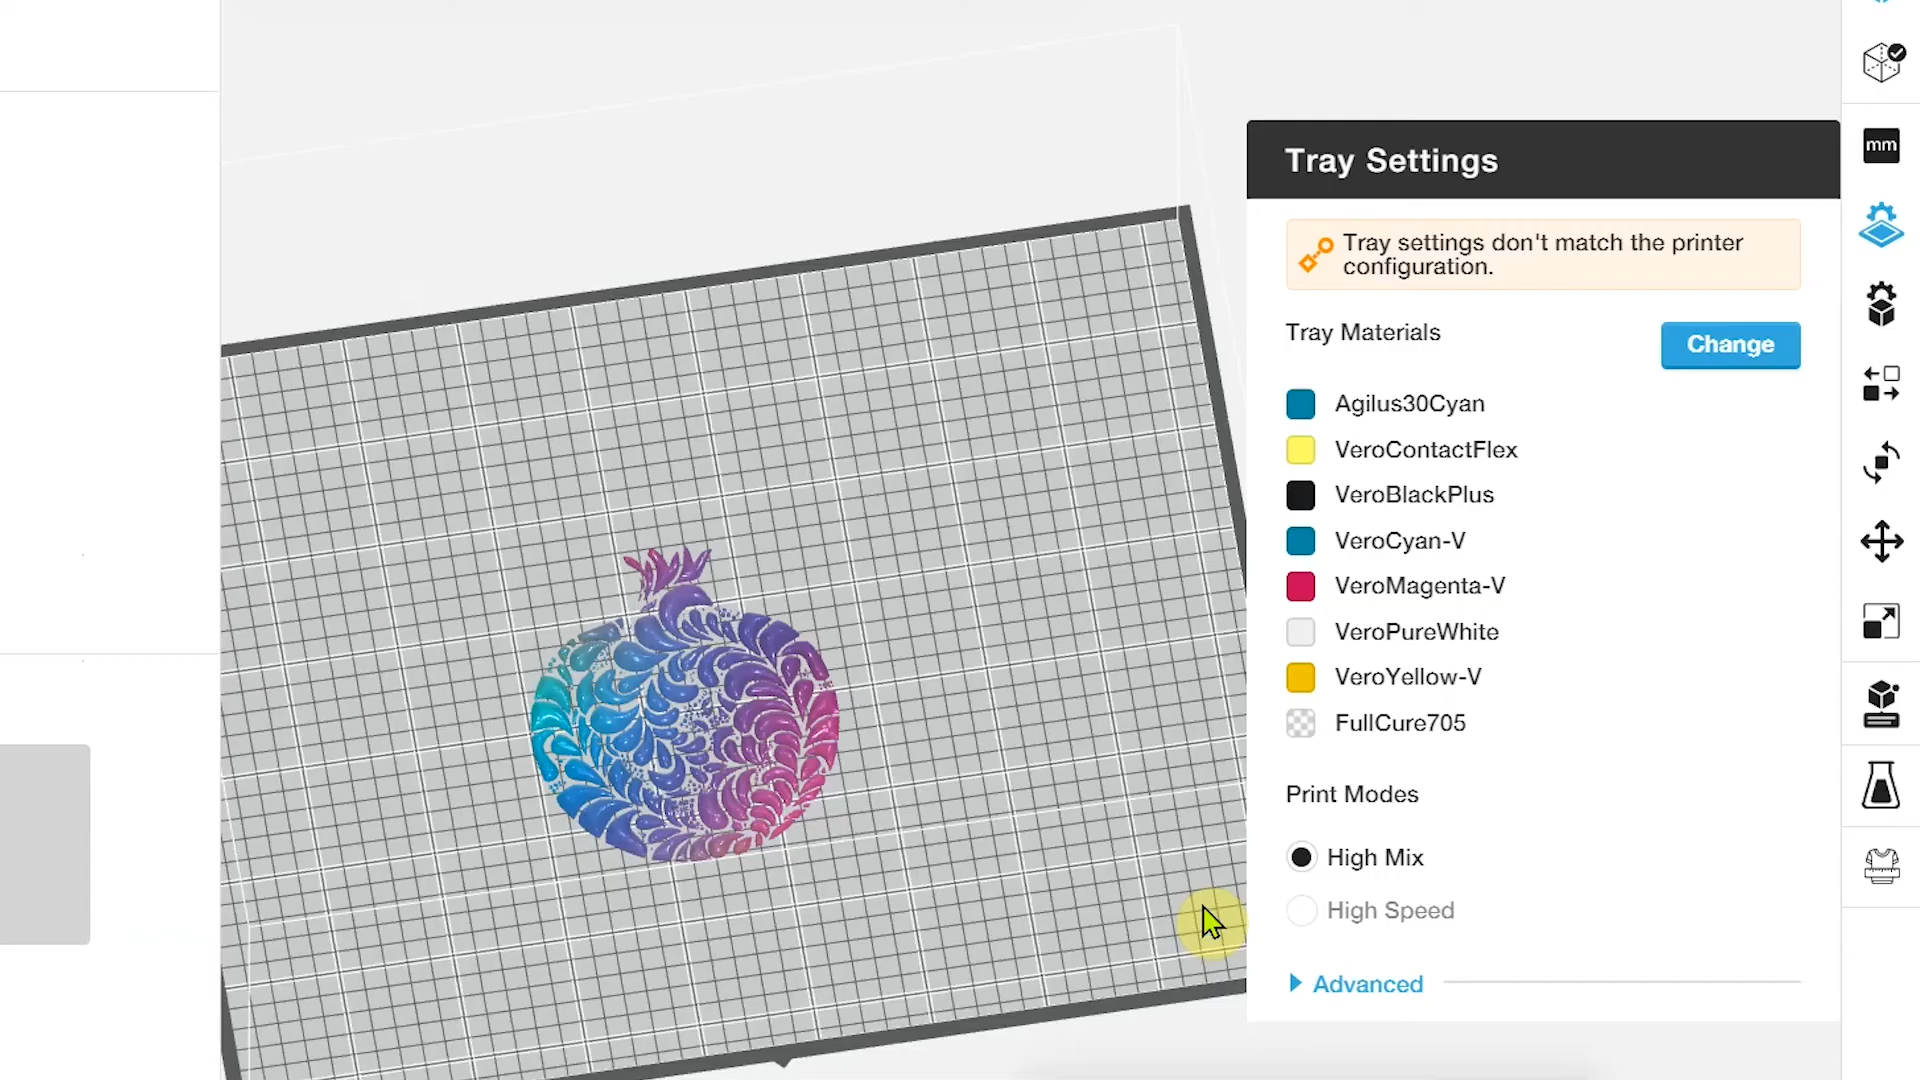 mm
Tray Settings
Tray settings don't match the printer
configuration.
Tray Materials
Change
Agilus30Cyan
VeroContactFlex
VeroBlackPlus
VeroCyan-V
VeroMagenta-V
VeroPureWhite
VeroYellow-V
FullCure705
Print Modes
High Mix
High Speed
Advanced